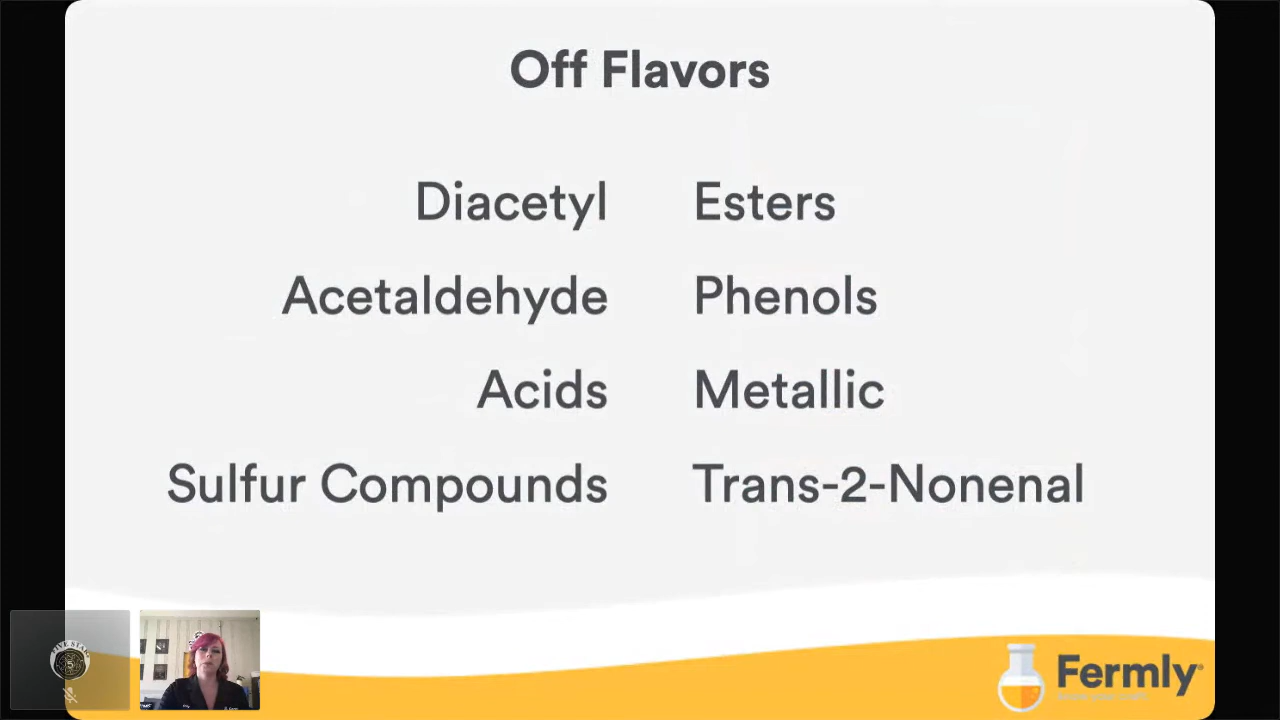 Off Flavors
Diacetyl Esters
Acetaldehyde Phenols
Acids Metallic
Sulfur Compounds Trans-2-Nonenal
Fermly